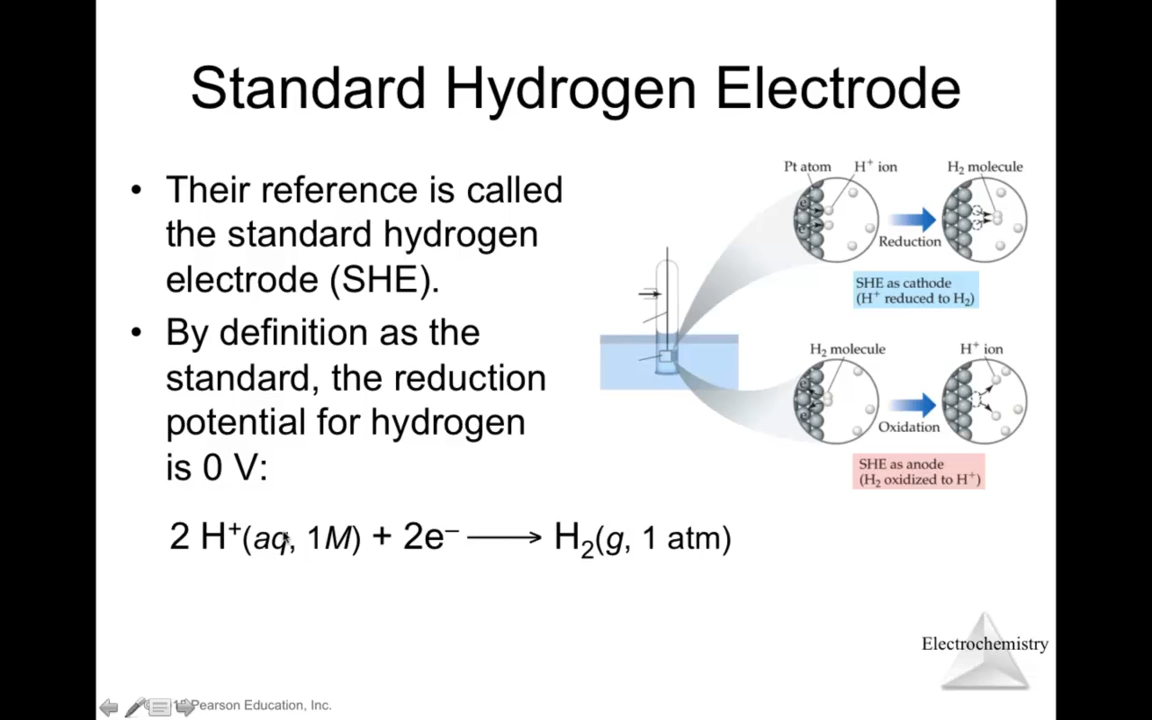 Standard Hydrogen Electrode
• Their reference is called
the standard hydrogen
electrode (SHE).
• By definition as the
standard, the reduction
potential for hydrogen
is 0 V:
2 H⁺(aq, 1M) + 2e⁻ ⟶ H₂(g, 1 atm)
Pt atom H⁺ ion H₂ molecule
Reduction
SHE as cathode
(H⁺ reduced to H₂)
H₂ molecule H⁺ ion
Oxidation
SHE as anode
(H₂ oxidized to H⁺)
Electrochemistry
Pearson Education, Inc.